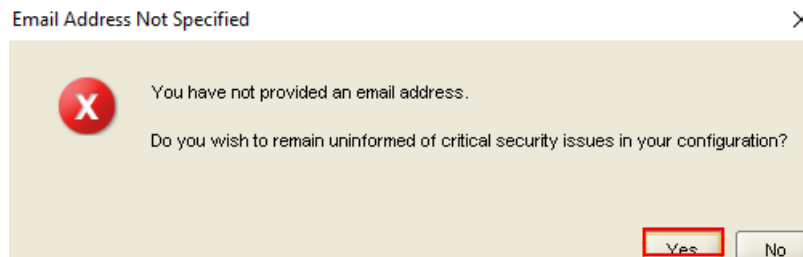 Email Address Not Specified
You have not provided an email address.
Do you wish to remain uninformed of critical security issues in your configuration?
Yes No